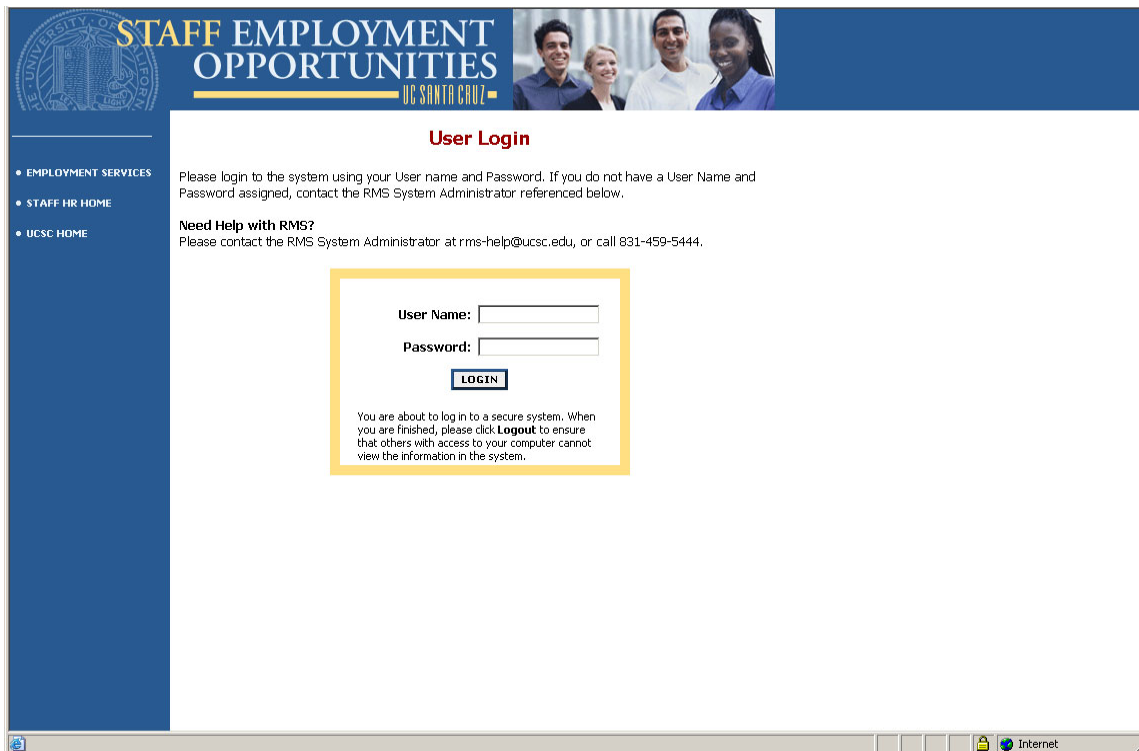 STAFF EMPLOYMENT
OPPORTUNITIES
UC SANTA CRUZ
• EMPLOYMENT SERVICES
• STAFF HR HOME
• UCSC HOME
User Login
Please login to the system using your User name and Password. If you do not have a User Name and
Password assigned, contact the RMS System Administrator referenced below.
Need Help with RMS?
Please contact the RMS System Administrator at rms-help@ucsc.edu, or call 831-459-5444.
User Name:
Password:
LOGIN
You are about to log in to a secure system. When
you are finished, please click Logout to ensure
that others with access to your computer cannot
view the information in the system.
Internet